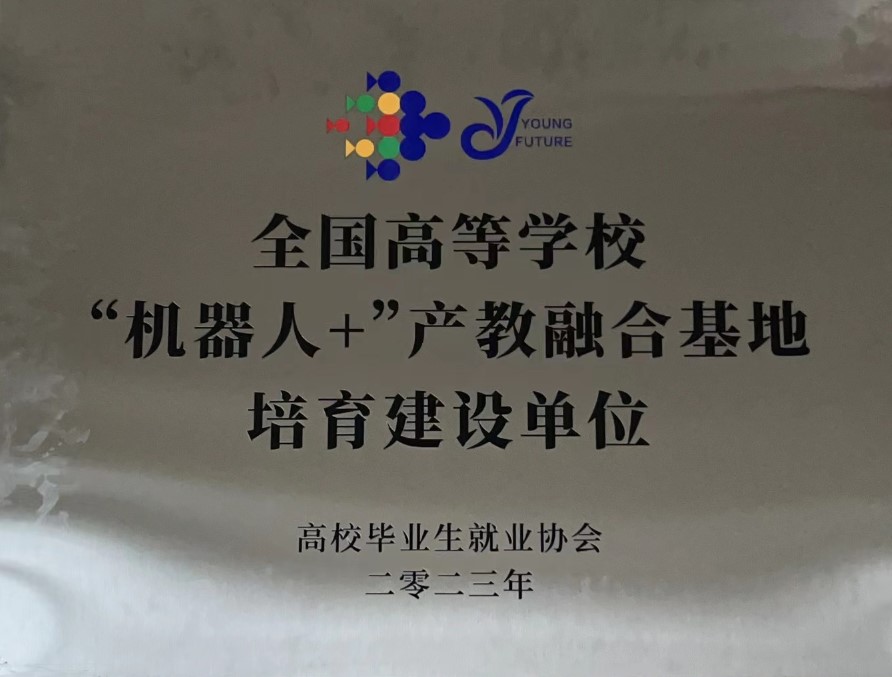 YOUNG
FUTURE
全国高等学校
“机器人+”产教融合基地
培育建设单位
高校毕业生就业协会
二零二三年